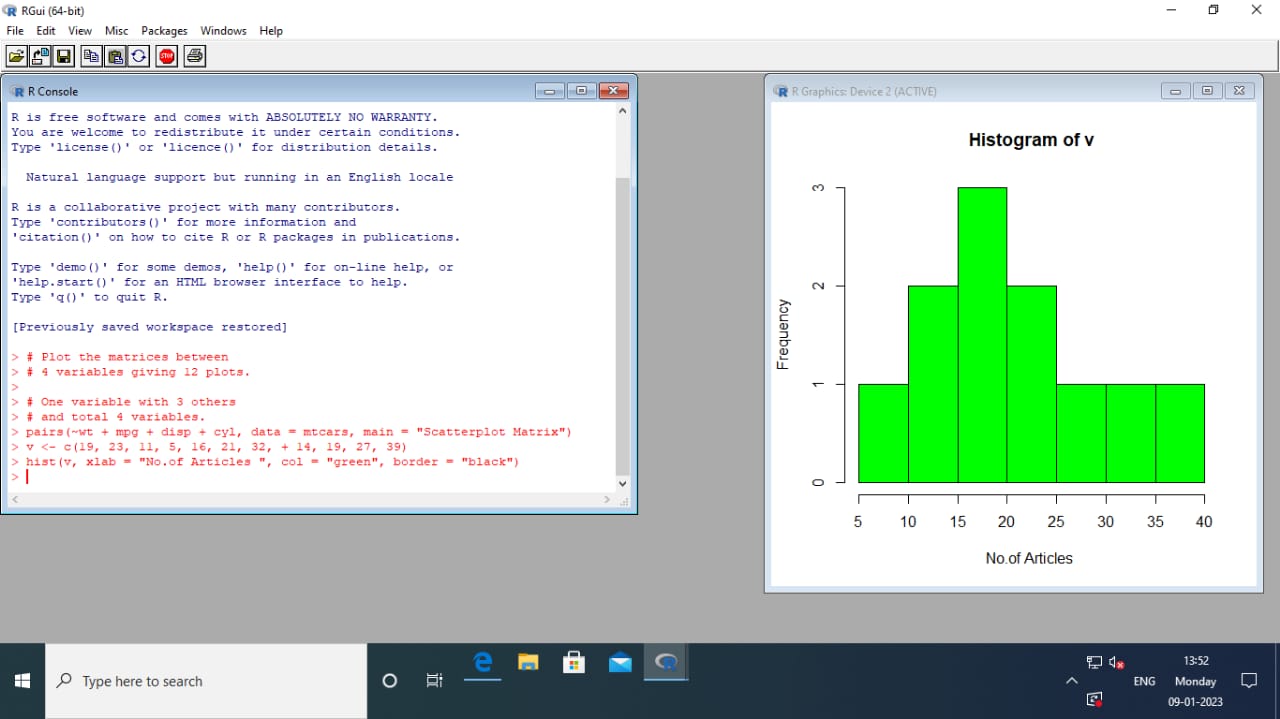 RGui (64-bit)
File Edit View Misc Packages Windows Help
STOP
R Console
R is free software and comes with ABSOLUTELY NO WARRANTY.
You are welcome to redistribute it under certain conditions.
Type 'license()' or 'licence()' for distribution details.
Natural language support but running in an English locale
R is a collaborative project with many contributors.
Type 'contributors()' for more information and
'citation()' on how to cite R or R packages in publications.
Type 'demo()' for some demos, 'help()' for on-line help, or
'help.start()' for an HTML browser interface to help.
Type 'q()' to quit R.
[Previously saved workspace restored]
> # Plot the matrices between
> # 4 variables giving 12 plots.
>
> # One variable with 3 others
> # and total 4 variables.
> pairs(~wt + mpg + disp + cyl, data = mtcars, main = "Scatterplot Matrix")
> v <- c(19, 23, 11, 5, 16, 21, 32, + 14, 19, 27, 39)
> hist(v, xlab = "No.of Articles ", col = "green", border = "black")
>
R Graphics: Device 2 (ACTIVE)
Histogram of v
Frequency
3
2
1
0
5 10 15 20 25 30 35 40
No.of Articles
Type here to search
ENG
13:52
Monday
09-01-2023